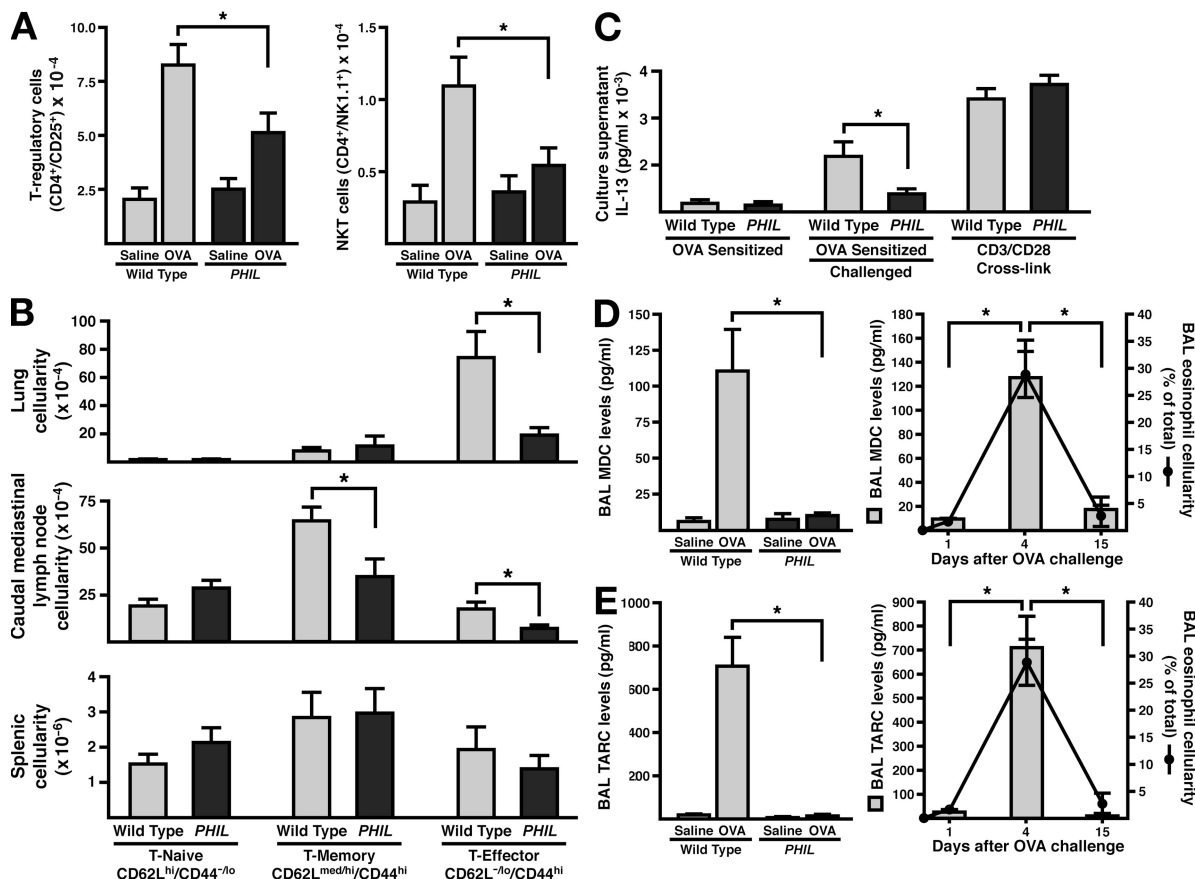 A
T-regulatory cells
(CD4⁺/CD25⁺) x 10⁻⁴
10.0
7.5
5.0
2.5
*
Saline OVA Saline OVA
Wild Type PHIL
NKT cells (CD4⁺/NK1.1⁺) x 10⁻⁴
1.5
1.0
0.5
*
Saline OVA Saline OVA
Wild Type PHIL
B
Lung
cellularity
(x 10⁻⁴)
100
80
60
40
20
*
Caudal mediastinal
lymph node
cellularity (x 10⁻⁴)
75
50
25
*
*
Splenic
cellularity
(x 10⁻⁶)
4
3
2
1
Wild Type PHIL Wild Type PHIL Wild Type PHIL
T-Naive T-Memory T-Effector
CD62Lʰⁱ/CD44⁻/ˡᵒ CD62Lᵐᵉᵈ/ʰⁱ/CD44ʰⁱ CD62L⁻/ˡᵒ/CD44ʰⁱ
C
Culture supernatant
IL-13 (pg/ml x 10⁻³)
4
3
2
*
Wild Type PHIL Wild Type PHIL Wild Type PHIL
OVA Sensitized OVA Sensitized CD3/CD28
Challenged Cross-link
D
BAL MDC levels (pg/ml)
150
125
100
75
50
25
*
Saline OVA Saline OVA
Wild Type PHIL
BAL MDC levels (pg/ml)
180
160
140
120
100
80
60
40
20
* *
40
35
30
25
20
15
10
5
BAL eosinophil cellularity
(% of total)
1 4 15
Days after OVA challenge
E
BAL TARC levels (pg/ml)
1000
800
600
400
200
*
Saline OVA Saline OVA
Wild Type PHIL
BAL TARC levels (pg/ml)
900
800
700
600
500
400
300
200
100
* *
40
35
30
25
20
15
10
5
BAL eosinophil cellularity
(% of total)
1 4 15
Days after OVA challenge